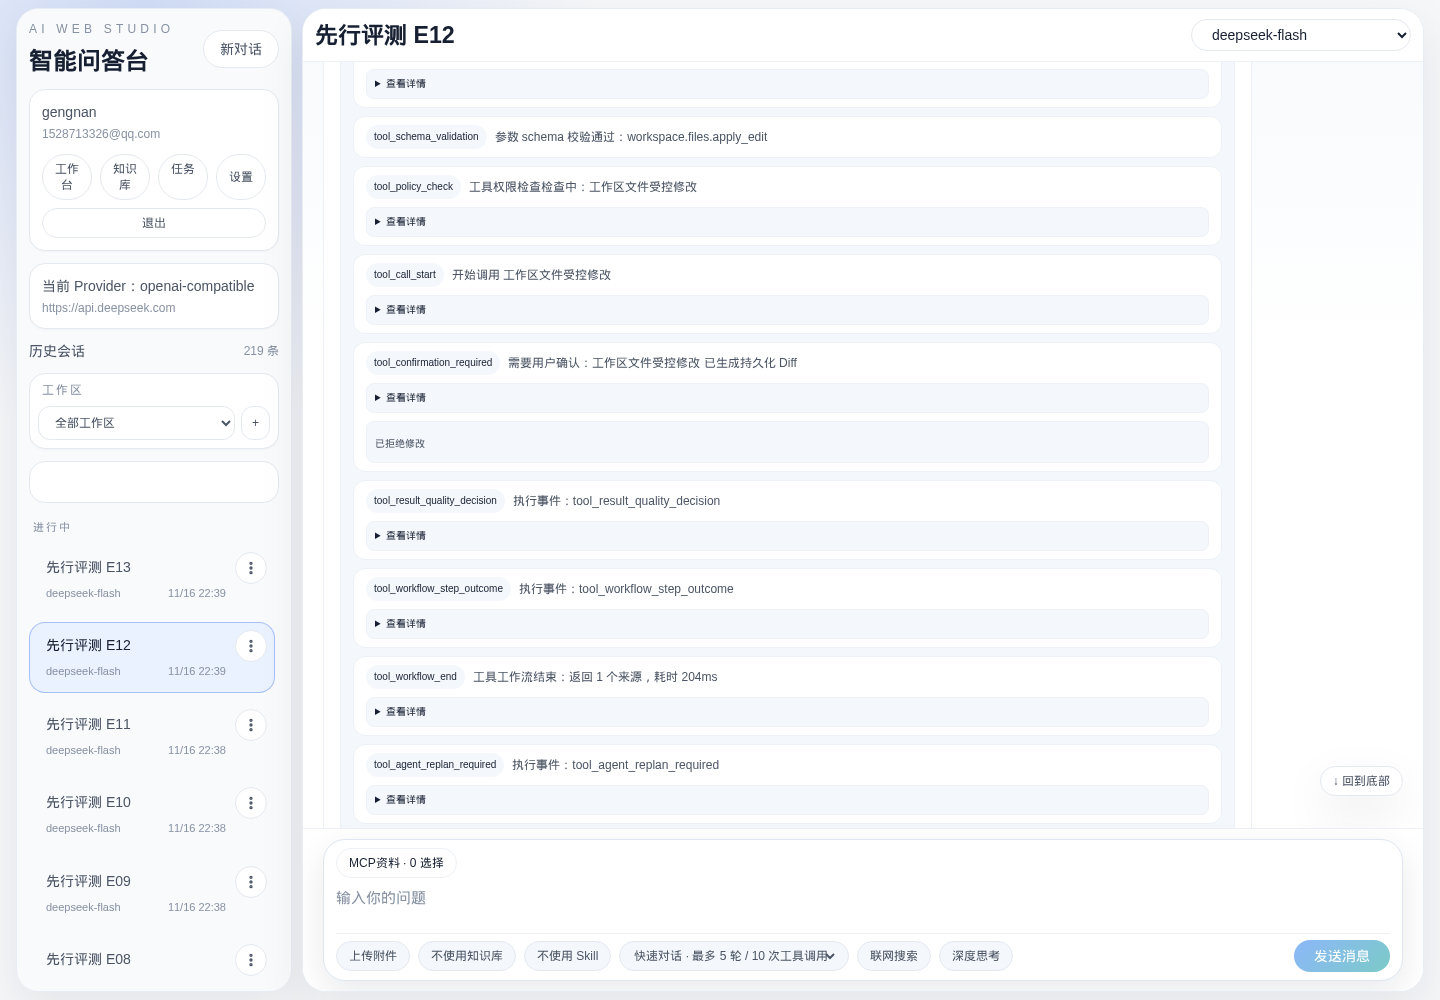 AI WEB STUDIO
智能问答台
新对话
gengnan
1528713326@qq.com
工作台
知识库
任务
设置
退出
当前 Provider：openai-compatible
https://api.deepseek.com
历史会话
219 条
工作区
全部工作区
+
进行中
先行评测 E13
deepseek-flash 11/16 22:39
先行评测 E12
deepseek-flash 11/16 22:39
先行评测 E11
deepseek-flash 11/16 22:38
先行评测 E10
deepseek-flash 11/16 22:38
先行评测 E09
deepseek-flash 11/16 22:38
先行评测 E08
先行评测 E12
deepseek-flash
▶ 查看详情
tool_schema_validation 参数 schema 校验通过：workspace.files.apply_edit
tool_policy_check 工具权限检查检查中：工作区文件受控修改
▶ 查看详情
tool_call_start 开始调用 工作区文件受控修改
▶ 查看详情
tool_confirmation_required 需要用户确认：工作区文件受控修改 已生成持久化 Diff
▶ 查看详情
已拒绝修改
tool_result_quality_decision 执行事件：tool_result_quality_decision
▶ 查看详情
tool_workflow_step_outcome 执行事件：tool_workflow_step_outcome
▶ 查看详情
tool_workflow_end 工具工作流结束：返回 1 个来源，耗时 204ms
▶ 查看详情
tool_agent_replan_required 执行事件：tool_agent_replan_required
▶ 查看详情
↓ 回到底部
MCP资料 · 0 选择
输入你的问题
上传附件
不使用知识库
不使用 Skill
快速对话 · 最多 5 轮 / 10 次工具调用
联网搜索
深度思考
发送消息